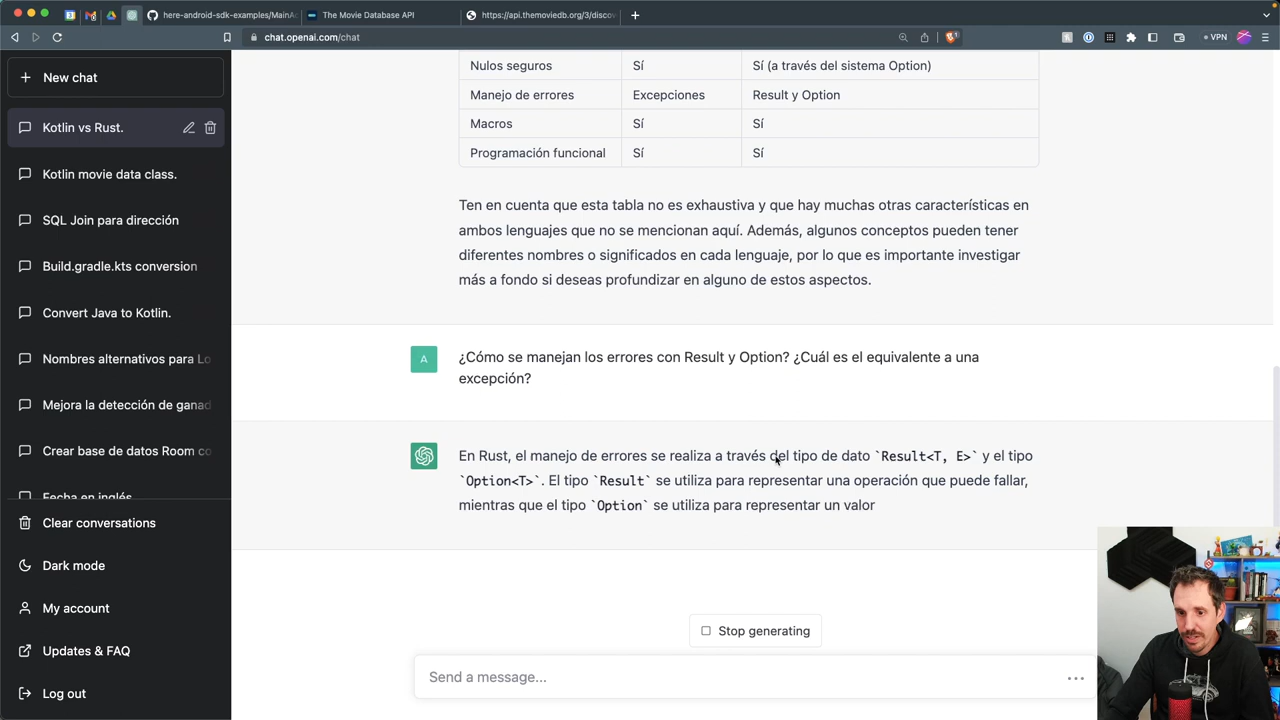 here-android-sdk-examples/MainA
The Movie Database API
https://api.themoviedb.org/3/discov
chat.openai.com/chat
VPN
New chat
Kotlin vs Rust.
Kotlin movie data class.
SQL Join para dirección
Build.gradle.kts conversion
Convert Java to Kotlin.
Nombres alternativos para Lo
Mejora la detección de ganad
Crear base de datos Room co
Fecha en inglés
Clear conversations
Dark mode
My account
Updates & FAQ
Log out
Nulos seguros Sí Sí (a través del sistema Option)
Manejo de errores Excepciones Result y Option
Macros Sí Sí
Programación funcional Sí Sí
Ten en cuenta que esta tabla no es exhaustiva y que hay muchas otras características en
ambos lenguajes que no se mencionan aquí. Además, algunos conceptos pueden tener
diferentes nombres o significados en cada lenguaje, por lo que es importante investigar
más a fondo si deseas profundizar en alguno de estos aspectos.
A
¿Cómo se manejan los errores con Result y Option? ¿Cuál es el equivalente a una
excepción?
En Rust, el manejo de errores se realiza a través del tipo de dato `Result<T, E>` y el tipo
`Option<T>`. El tipo `Result` se utiliza para representar una operación que puede fallar,
mientras que el tipo `Option` se utiliza para representar un valor
Stop generating
Send a message...